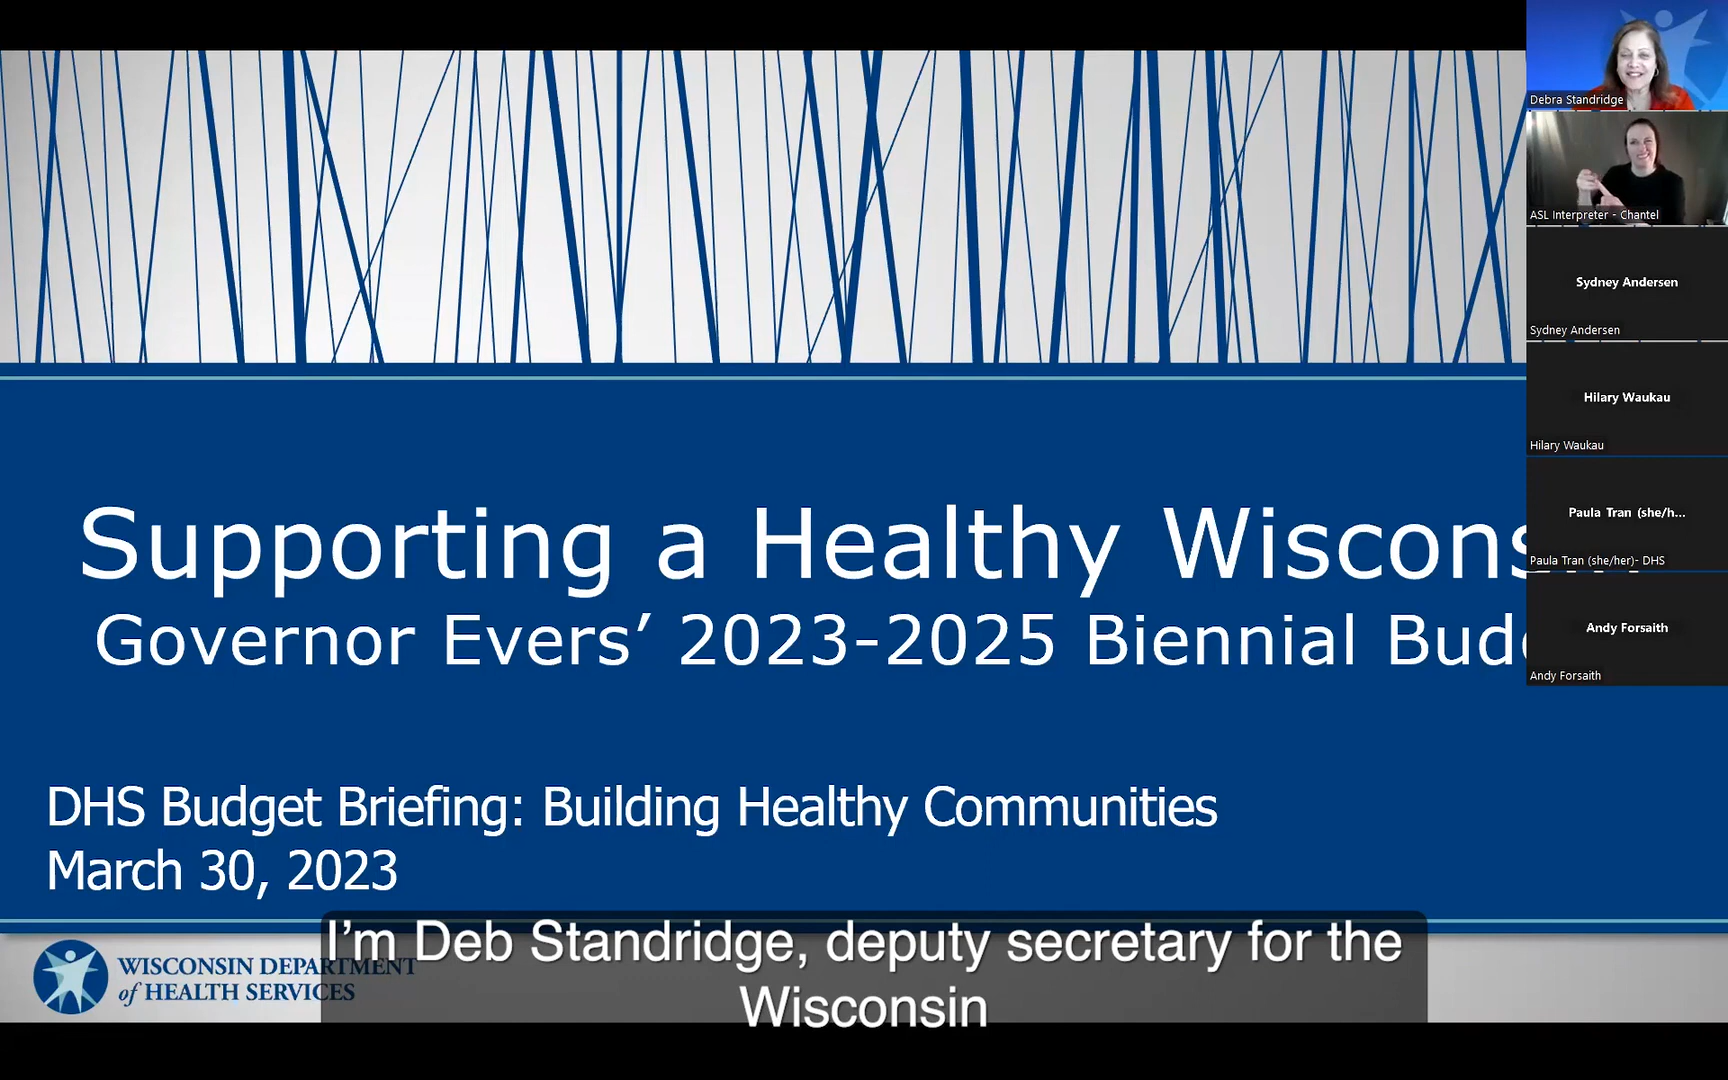 Supporting a Healthy Wiscons
Governor Evers’ 2023-2025 Biennial Bud
DHS Budget Briefing: Building Healthy Communities
March 30, 2023
WISCONSIN DEPARTMENT
of HEALTH SERVICES
I’m Deb Standridge, deputy secretary for the
Wisconsin
Debra Standridge
ASL Interpreter - Chantel
Sydney Andersen
Sydney Andersen
Hilary Waukau
Hilary Waukau
Paula Tran (she/h...
Paula Tran (she/her)- DHS
Andy Forsaith
Andy Forsaith